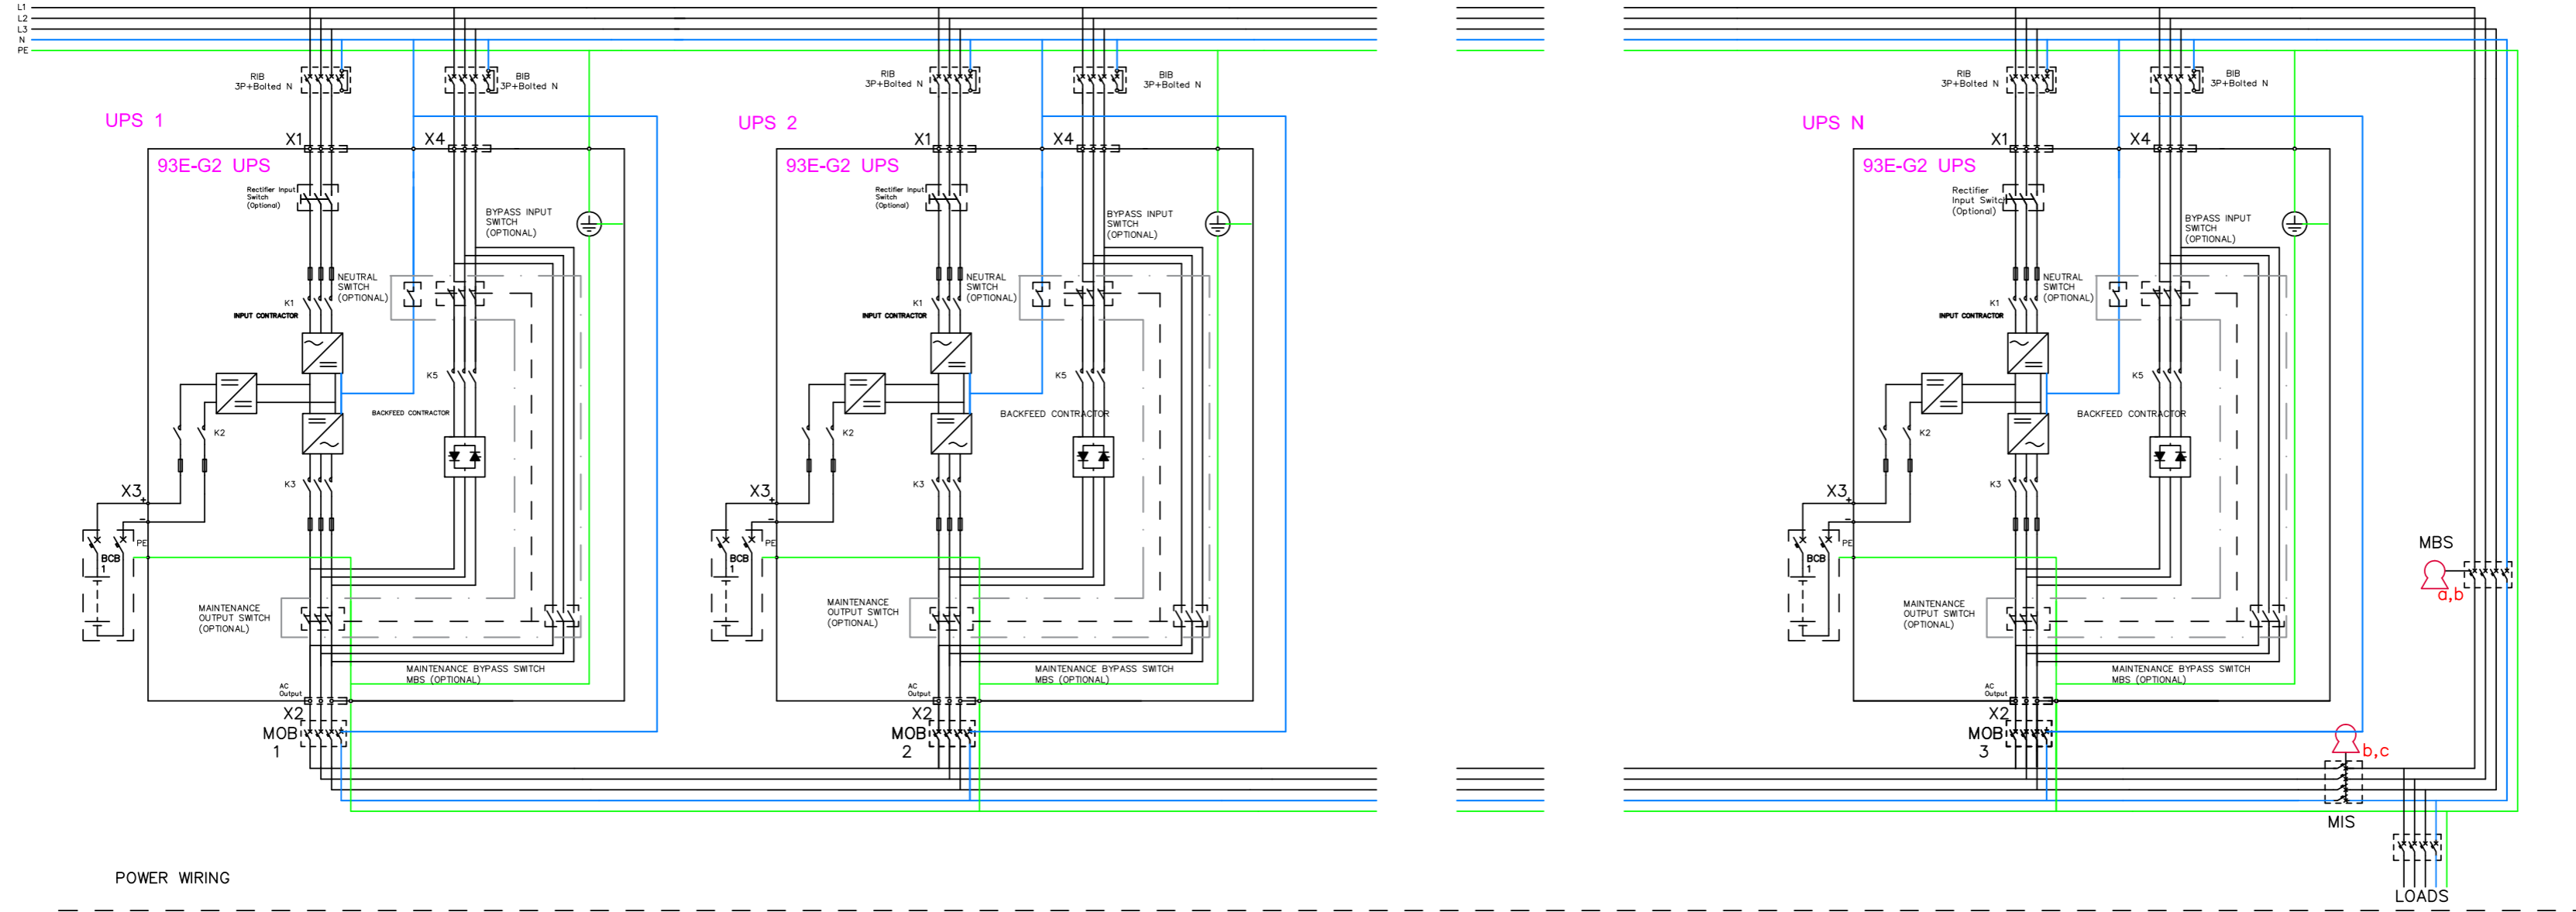 L1
L2
L3
N
PE
RIB
3P+Bolted N
BIB
3P+Bolted N
UPS 1
X1
X4
93E-G2 UPS
Rectifier Input
Switch
(Optional)
BYPASS INPUT
SWITCH
(OPTIONAL)
NEUTRAL
SWITCH
(OPTIONAL)
K1
INPUT CONTRACTOR
K5
BACKFEED CONTRACTOR
K2
K3
X3
+
-
PE
BCB
1
MAINTENANCE
OUTPUT SWITCH
(OPTIONAL)
MAINTENANCE BYPASS SWITCH
MBS (OPTIONAL)
AC
Output
X2
MOB
1
RIB
3P+Bolted N
BIB
3P+Bolted N
UPS 2
X1
X4
93E-G2 UPS
Rectifier Input
Switch
(Optional)
BYPASS INPUT
SWITCH
(OPTIONAL)
NEUTRAL
SWITCH
(OPTIONAL)
K1
INPUT CONTRACTOR
K5
BACKFEED CONTRACTOR
K2
K3
X3
+
-
PE
BCB
1
MAINTENANCE
OUTPUT SWITCH
(OPTIONAL)
MAINTENANCE BYPASS SWITCH
MBS (OPTIONAL)
AC
Output
X2
MOB
2
RIB
3P+Bolted N
BIB
3P+Bolted N
UPS N
X1
X4
93E-G2 UPS
Rectifier
Input Switch
(Optional)
BYPASS INPUT
SWITCH
(OPTIONAL)
NEUTRAL
SWITCH
(OPTIONAL)
K1
INPUT CONTRACTOR
K5
BACKFEED CONTRACTOR
K2
K3
X3
+
-
PE
BCB
1
MAINTENANCE
OUTPUT SWITCH
(OPTIONAL)
MAINTENANCE BYPASS SWITCH
MBS (OPTIONAL)
AC
Output
X2
MOB
3
MBS
a,b
b,c
MIS
LOADS
POWER WIRING